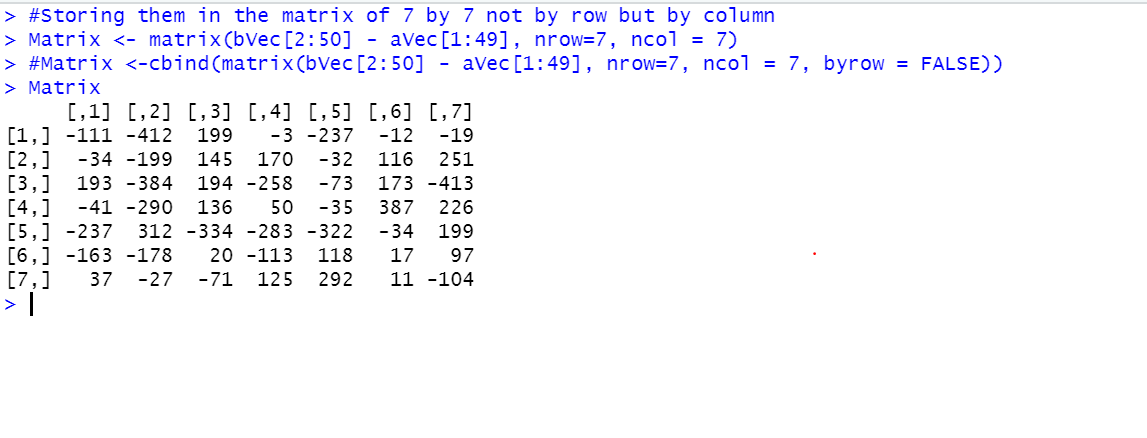 > #Storing them in the matrix of 7 by 7 not by row but by column
> Matrix <- matrix(bVec[2:50] - aVec[1:49], nrow=7, ncol = 7)
> #Matrix <-cbind(matrix(bVec[2:50] - aVec[1:49], nrow=7, ncol = 7, byrow = FALSE))
> Matrix
     [,1] [,2] [,3] [,4] [,5] [,6] [,7]
[1,] -111 -412  199   -3 -237  -12  -19
[2,]  -34 -199  145  170  -32  116  251
[3,]  193 -384  194 -258  -73  173 -413
[4,]  -41 -290  136   50  -35  387  226
[5,] -237  312 -334 -283 -322  -34  199
[6,] -163 -178   20 -113  118   17   97
[7,]   37  -27  -71  125  292   11 -104
>